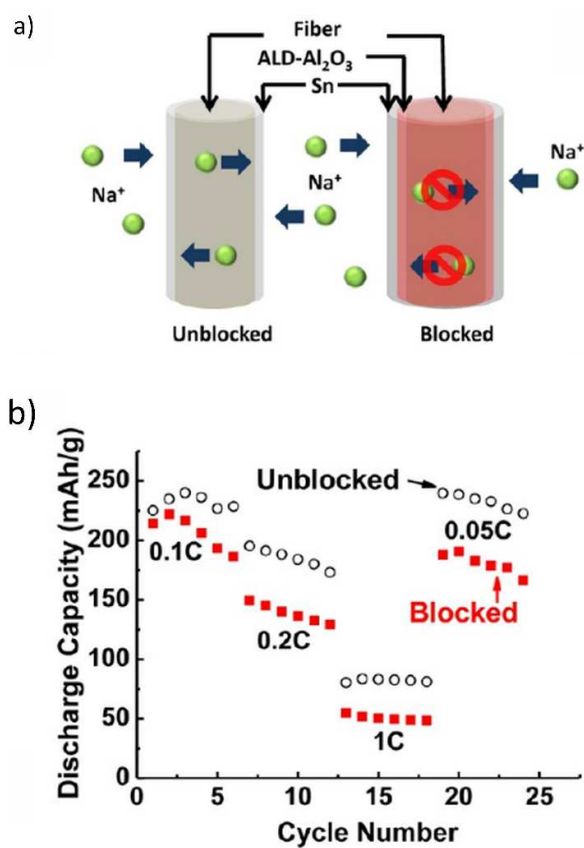 a)
Fiber
ALD-Al₂O₃
Sn
Na⁺
Na⁺
Na⁺
Unblocked
Blocked
b)
Discharge Capacity (mAh/g)
250
200
150
100
50
0
Unblocked
0.05C
0.1C
Blocked
0.2C
1C
0 5 10 15 20 25
Cycle Number